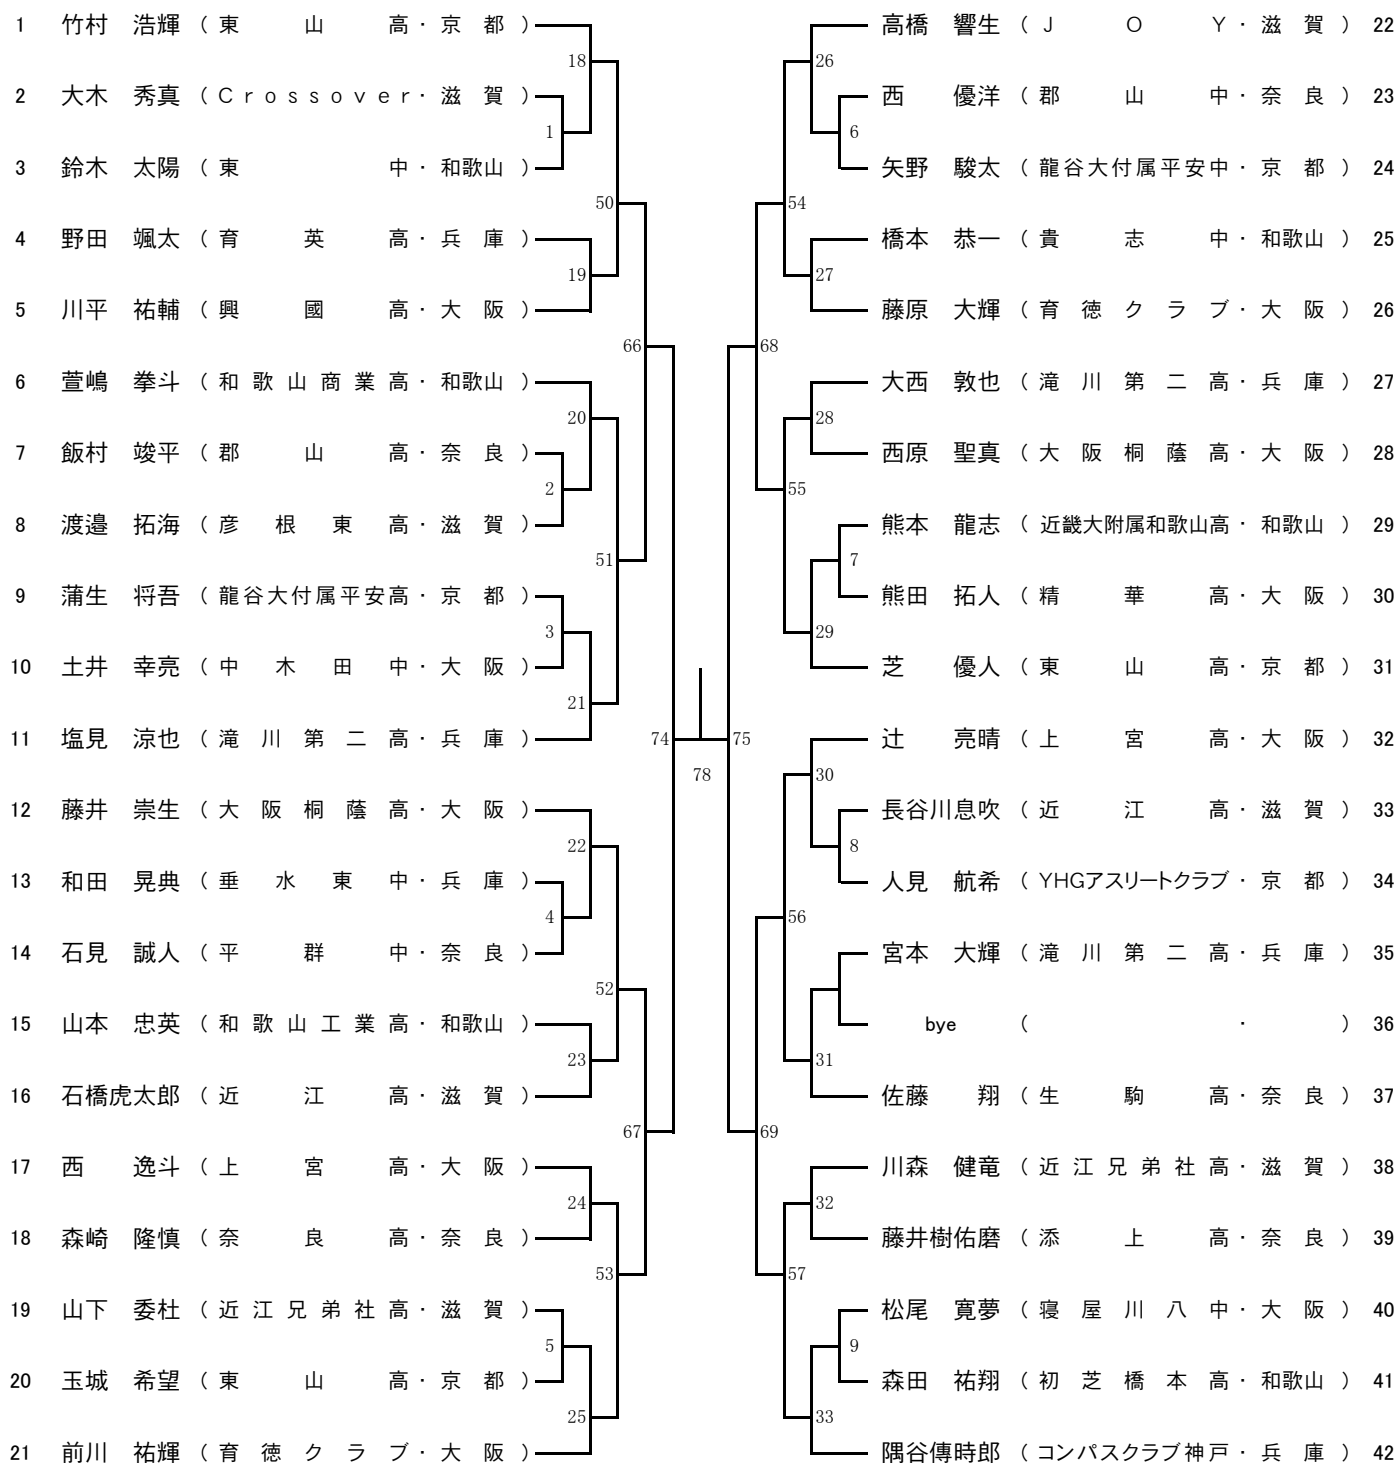 1 竹村 浩輝 （ 東 山 高 ・ 京 都 ）
18
2 大木 秀真 （ Ｃｒｏｓｓｏｖｅｒ ・ 滋 賀 ）
1
3 鈴木 太陽 （ 東 中 ・ 和歌山 ）
50
4 野田 颯太 （ 育 英 高 ・ 兵 庫 ）
19
5 川平 祐輔 （ 興 國 高 ・ 大 阪 ）
66
6 萱嶋 拳斗 （ 和 歌 山 商 業 高 ・ 和歌山 ）
20
7 飯村 竣平 （ 郡 山 高 ・ 奈 良 ）
2
8 渡邉 拓海 （ 彦 根 東 高 ・ 滋 賀 ）
51
9 蒲生 将吾 （ 龍谷大付属平安高 ・ 京 都 ）
3
10 土井 幸亮 （ 中 木 田 中 ・ 大 阪 ）
21
11 塩見 涼也 （ 滝 川 第 二 高 ・ 兵 庫 ）
74
78
12 藤井 崇生 （ 大 阪 桐 蔭 高 ・ 大 阪 ）
22
13 和田 晃典 （ 垂 水 東 中 ・ 兵 庫 ）
4
14 石見 誠人 （ 平 群 中 ・ 奈 良 ）
52
15 山本 忠英 （ 和 歌 山 工 業 高 ・ 和歌山 ）
23
16 石橋虎太郎 （ 近 江 高 ・ 滋 賀 ）
67
17 西 逸斗 （ 上 宮 高 ・ 大 阪 ）
24
18 森崎 隆慎 （ 奈 良 高 ・ 奈 良 ）
53
19 山下 委杜 （ 近 江 兄 弟 社 高 ・ 滋 賀 ）
5
20 玉城 希望 （ 東 山 高 ・ 京 都 ）
25
21 前川 祐輝 （ 育 徳 ク ラ ブ ・ 大 阪 ）
高橋 響生 （ Ｊ Ｏ Ｙ ・ 滋 賀 ） 22
26
西 優洋 （ 郡 山 中 ・ 奈 良 ） 23
6
矢野 駿太 （ 龍谷大付属平安中 ・ 京 都 ） 24
54
橋本 恭一 （ 貴 志 中 ・ 和歌山 ） 25
27
藤原 大輝 （ 育 徳 ク ラ ブ ・ 大 阪 ） 26
68
大西 敦也 （ 滝 川 第 二 高 ・ 兵 庫 ） 27
28
西原 聖真 （ 大 阪 桐 蔭 高 ・ 大 阪 ） 28
55
熊本 龍志 （ 近畿大附属和歌山高 ・ 和歌山 ） 29
7
熊田 拓人 （ 精 華 高 ・ 大 阪 ） 30
29
芝 優人 （ 東 山 高 ・ 京 都 ） 31
75
辻 亮晴 （ 上 宮 高 ・ 大 阪 ） 32
30
長谷川息吹 （ 近 江 高 ・ 滋 賀 ） 33
8
人見 航希 （ YHGアスリートクラブ ・ 京 都 ） 34
56
宮本 大輝 （ 滝 川 第 二 高 ・ 兵 庫 ） 35
bye （ ・ ） 36
31
佐藤 翔 （ 生 駒 高 ・ 奈 良 ） 37
69
川森 健竜 （ 近 江 兄 弟 社 高 ・ 滋 賀 ） 38
32
藤井樹佑磨 （ 添 上 高 ・ 奈 良 ） 39
57
松尾 寛夢 （ 寝 屋 川 八 中 ・ 大 阪 ） 40
9
森田 祐翔 （ 初 芝 橋 本 高 ・ 和歌山 ） 41
33
隅谷傳時郎 （ コンパスクラブ神戸 ・ 兵 庫 ） 42